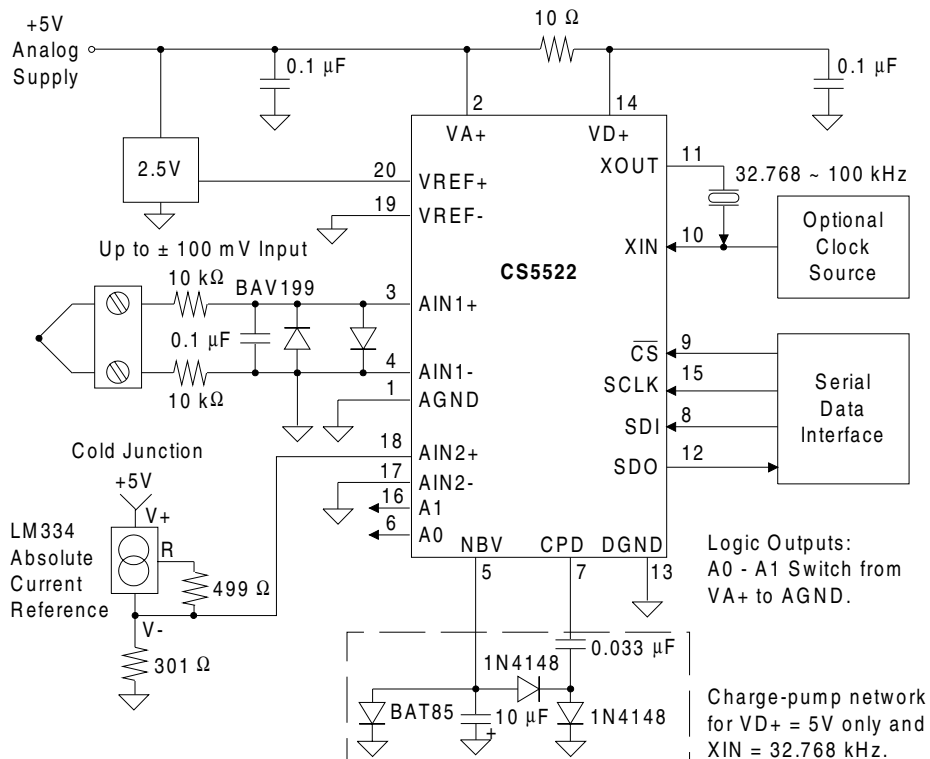 +5V
Analog
Supply
10 Ω
0.1 μF
0.1 μF
2
14
VA+
VD+
2.5V
20
VREF+
19
VREF-
XOUT
11
32.768 ~ 100 kHz
XIN
10
Optional
Clock
Source
CS5522
Up to ± 100 mV Input
10 kΩ
BAV199
3
AIN1+
0.1 μF
4
AIN1-
10 kΩ
1
AGND
CS
9
SCLK
15
SDI
8
SDO
12
Serial
Data
Interface
18
AIN2+
17
AIN2-
16
A1
6
A0
Cold Junction
+5V
V+
LM334
Absolute
Current
Reference
R
499 Ω
V-
301 Ω
NBV
CPD
DGND
5
7
13
Logic Outputs:
A0 - A1 Switch from
VA+ to AGND.
0.033 μF
1N4148
BAT85
10 μF
+
1N4148
Charge-pump network
for VD+ = 5V only and
XIN = 32.768 kHz.